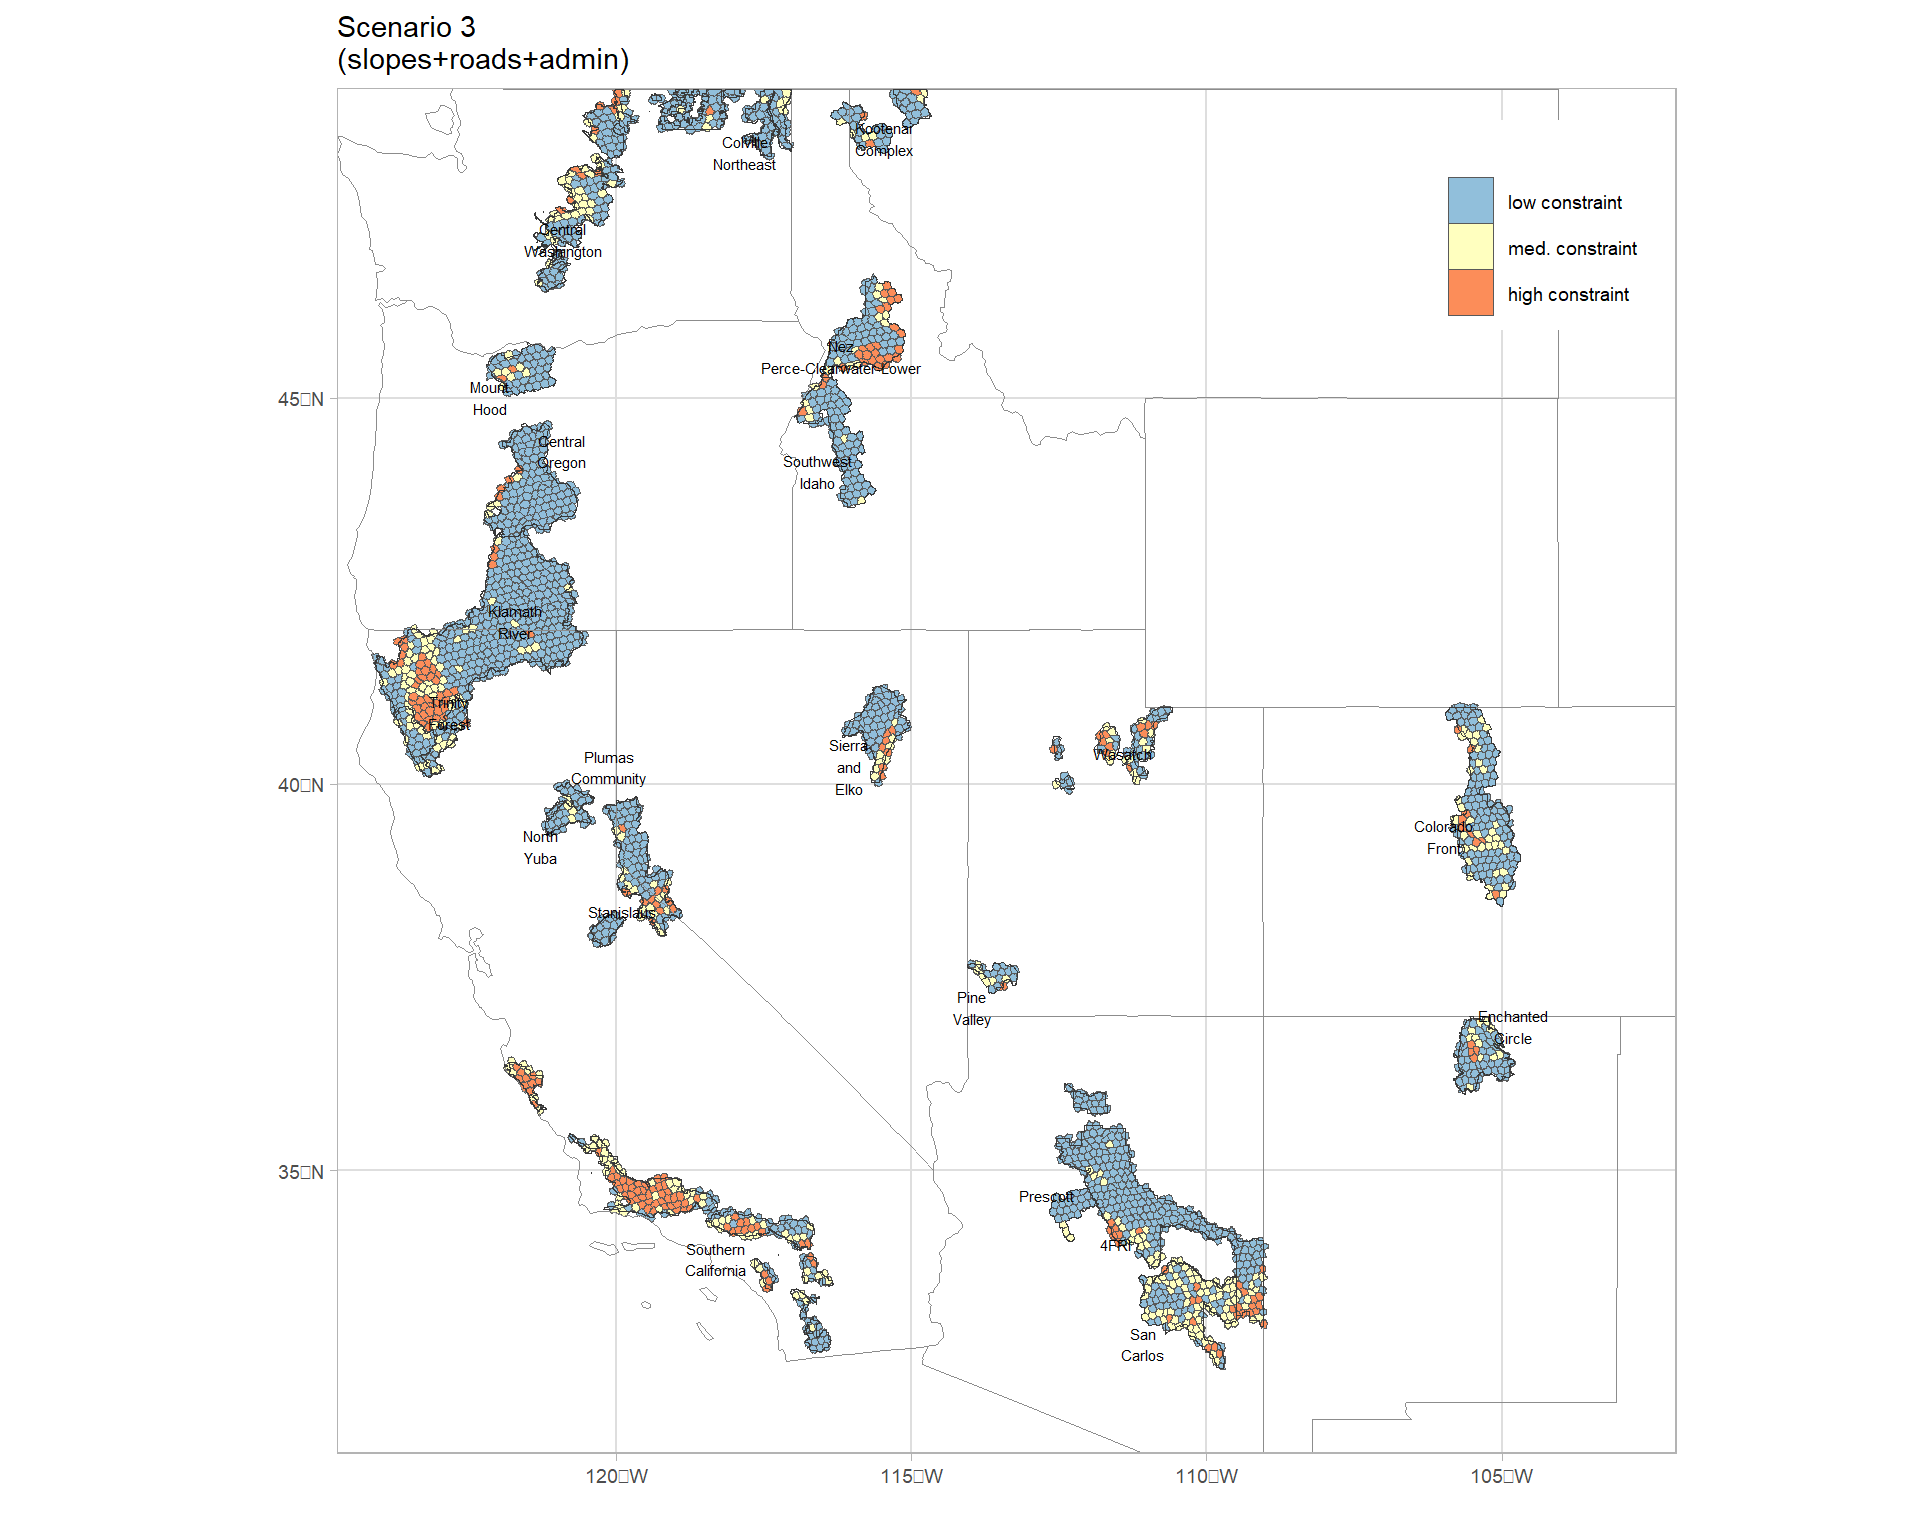 Scenario 3
(slopes+roads+admin)
Colville
Northeast
Kootenai
Complex
low constraint
med. constraint
high constraint
Central
Washington
Nez
Perce-Clearwater-Lower
Mount
Hood
45□N
Central
Oregon
Southwest
Idaho
Klamath
River
Trinity
Forest
Plumas
Community
Sierra
and
Elko
Wasatch
40□N
North
Yuba
Colorado
Front
Stanislaus
Pine
Valley
Enchanted
Circle
35□N
Prescott
4FRI
Southern
California
San
Carlos
120□W
115□W
110□W
105□W